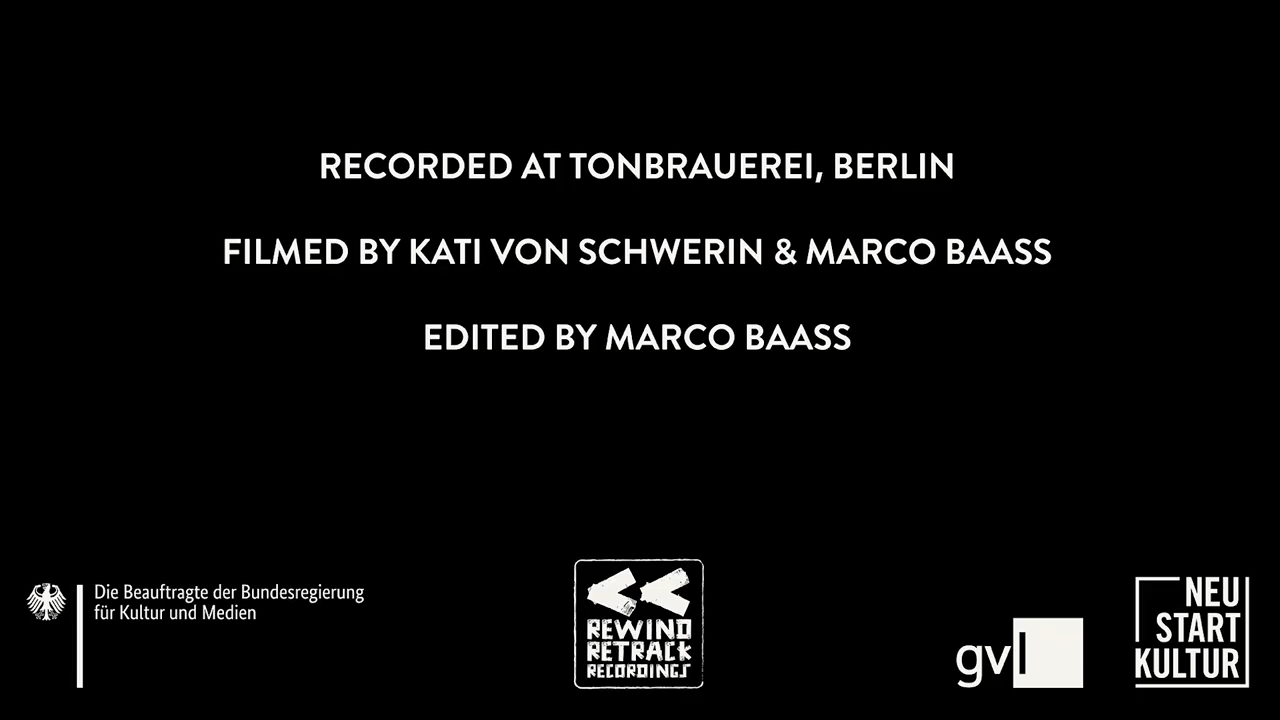 RECORDED AT TONBRAUEREI, BERLIN
FILMED BY KATI VON SCHWERIN & MARCO BAASS
EDITED BY MARCO BAASS
Die Beauftragte der Bundesregierung
für Kultur und Medien
REWIND
RETRACK
RECORDINGS
gvl
NEU
START
KULTUR